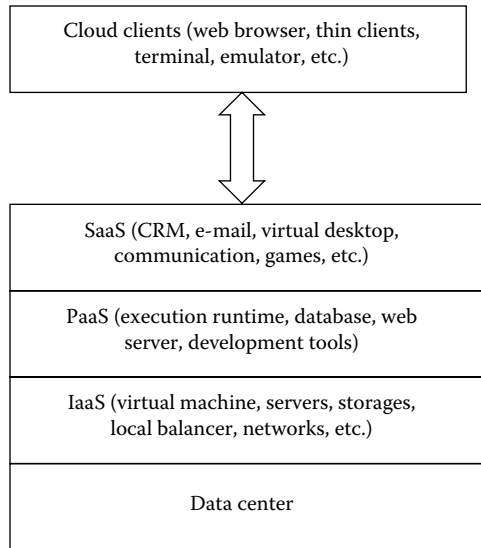 Cloud clients (web browser, thin clients,
terminal, emulator, etc.)
SaaS (CRM, e-mail, virtual desktop,
communication, games, etc.)
PaaS (execution runtime, database, web
server, development tools)
IaaS (virtual machine, servers, storages,
local balancer, networks, etc.)
Data center